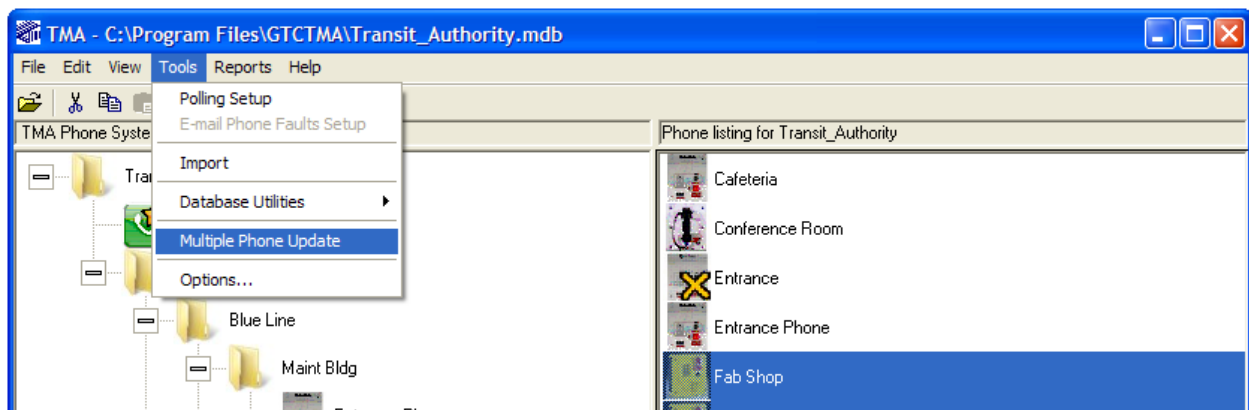 TMA - C:\Program Files\GTCTMA\Transit_Authority.mdb
File Edit View Tools Reports Help
Polling Setup
E-mail Phone Faults Setup
Import
Database Utilities
Multiple Phone Update
Options...
TMA Phone Syste
Tra
Blue Line
Maint Bldg
Phone listing for Transit_Authority
Cafeteria
Conference Room
Entrance
Entrance Phone
Fab Shop